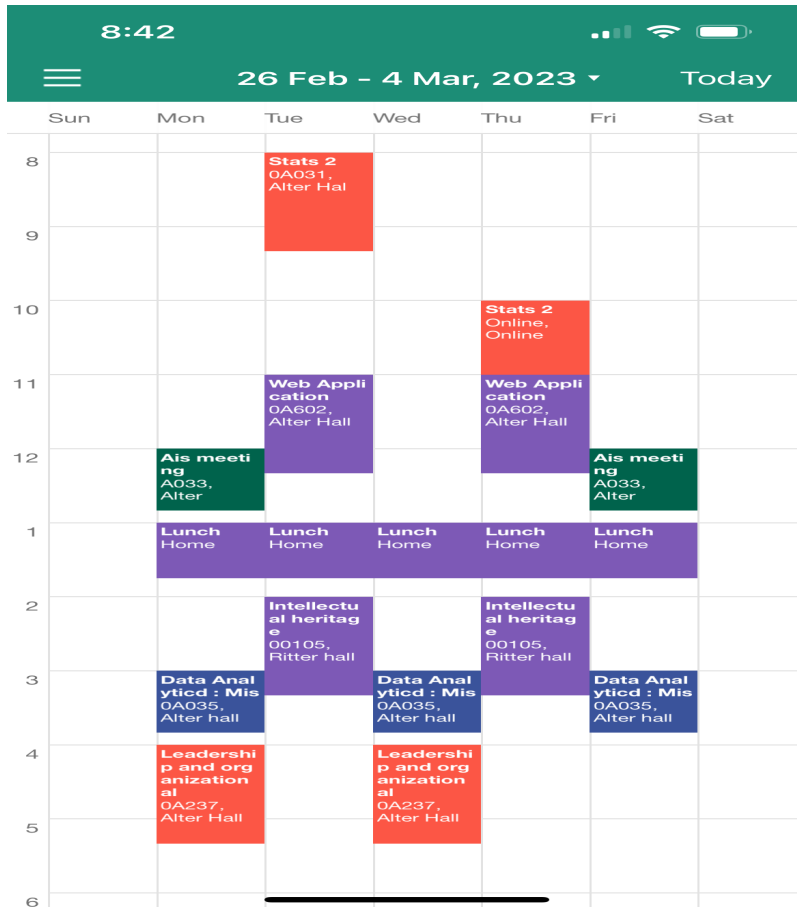 8:42
26 Feb - 4 Mar, 2023
Today
Sun Mon Tue Wed Thu Fri Sat
8
Stats 2
0A031,
Alter Hal
9
10
Stats 2
Online,
Online
11
Web Appli
cation
0A602,
Alter Hall
Web Appli
cation
0A602,
Alter Hall
12
Ais meeti
ng
A033,
Alter
Ais meeti
ng
A033,
Alter
1
Lunch
Home
Lunch
Home
Lunch
Home
Lunch
Home
Lunch
Home
2
Intellectu
al heritag
e
00105,
Ritter hall
Intellectu
al heritag
e
00105,
Ritter hall
3
Data Anal
yticd : Mis
0A035,
Alter hall
Data Anal
yticd : Mis
0A035,
Alter hall
Data Anal
yticd : Mis
0A035,
Alter hall
4
Leadershi
p and org
anization
al
0A237,
Alter Hall
Leadershi
p and org
anization
al
0A237,
Alter Hall
5
6